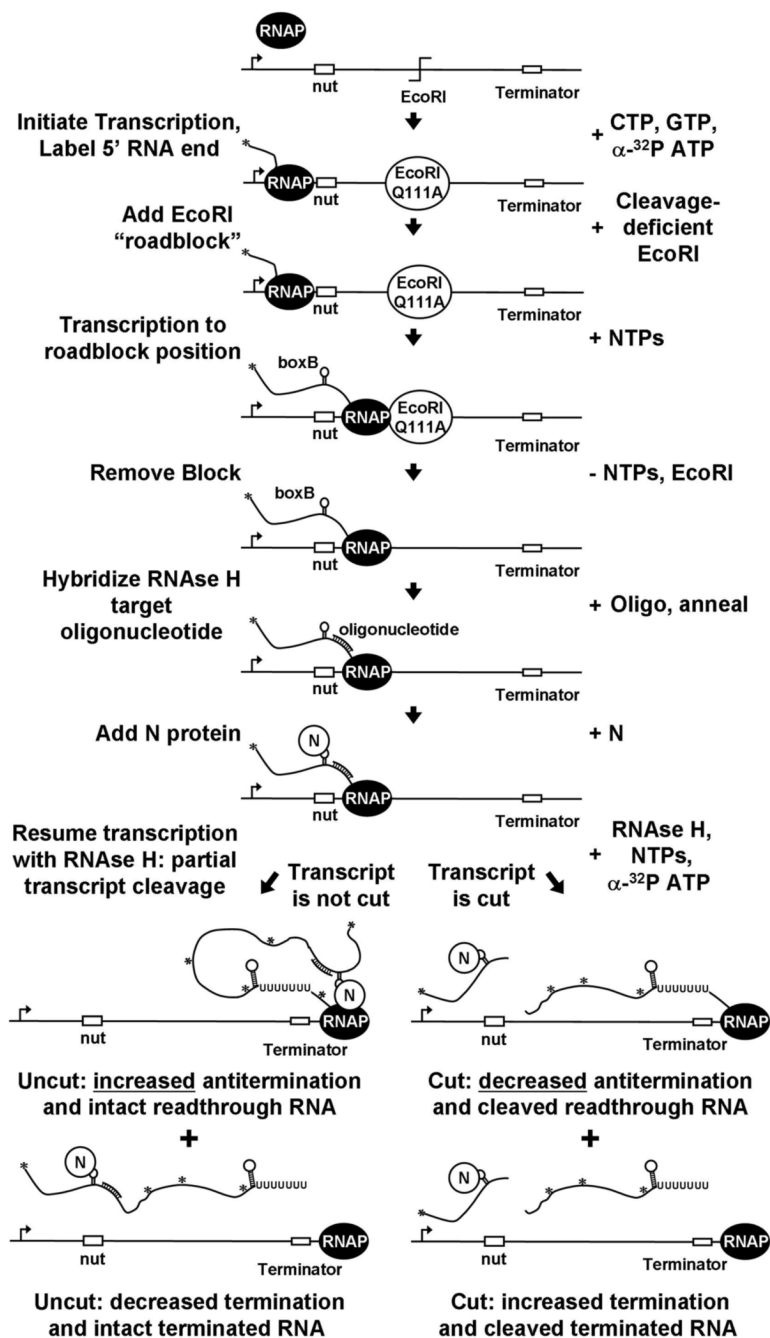 RNAP
nut
EcoRI
Terminator
Initiate Transcription,
Label 5’ RNA end
+ CTP, GTP,
α-³²P ATP
*
RNAP
nut
EcoRI
Q111A
Terminator
Add EcoRI
“roadblock”
+ Cleavage-
deficient
EcoRI
*
RNAP
nut
EcoRI
Q111A
Terminator
Transcription to
roadblock position
+ NTPs
*
boxB
RNAP
EcoRI
Q111A
nut
Terminator
Remove Block
- NTPs, EcoRI
*
boxB
RNAP
nut
Terminator
Hybridize RNAse H
target
oligonucleotide
+ Oligo, anneal
*
oligonucleotide
RNAP
nut
Terminator
Add N protein
+ N
*
N
RNAP
nut
Terminator
Resume transcription
with RNAse H: partial
transcript cleavage
+ RNAse H,
NTPs,
α-³²P ATP
Transcript
is not cut
Transcript
is cut
* * * * *
UUUUUUU
N
RNAP
nut
Terminator
N
* * * *
UUUUUUU
RNAP
nut
Terminator
Uncut: increased antitermination
and intact readthrough RNA
Cut: decreased antitermination
and cleaved readthrough RNA
+
+
N
* * * *
UUUUUUU
RNAP
nut
Terminator
N
* * * *
UUUUUUU
RNAP
nut
Terminator
Uncut: decreased termination
and intact terminated RNA
Cut: increased termination
and cleaved terminated RNA